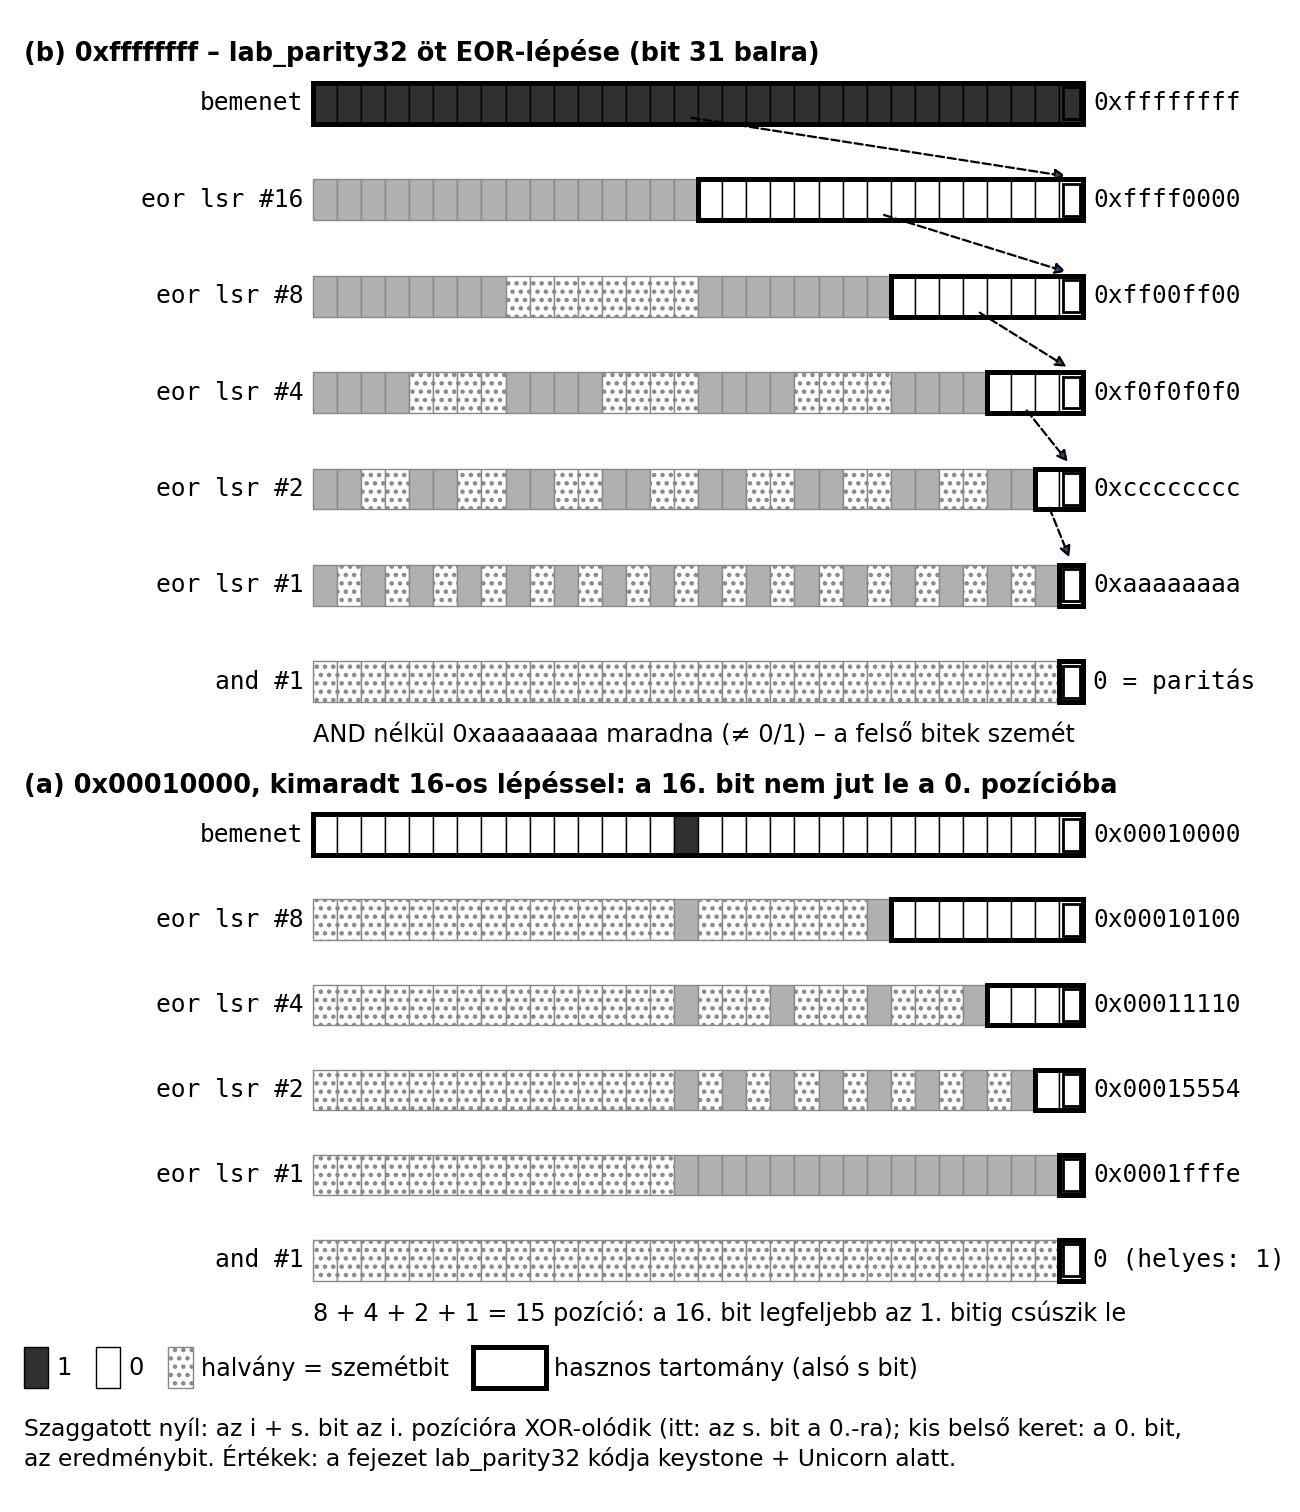 (b) 0xffffffff – lab_parity32 öt EOR-lépése (bit 31 balra)
bemenet 0xffffffff
eor lsr #16 0xffff0000
eor lsr #8 0xff00ff00
eor lsr #4 0xf0f0f0f0
eor lsr #2 0xcccccccc
eor lsr #1 0xaaaaaaaa
and #1 0 = paritás
AND nélkül 0xaaaaaaaa maradna (≠ 0/1) – a felső bitek szemét
(a) 0x00010000, kimaradt 16-os lépéssel: a 16. bit nem jut le a 0. pozícióba
bemenet 0x00010000
eor lsr #8 0x00010100
eor lsr #4 0x00011110
eor lsr #2 0x00015554
eor lsr #1 0x0001fffe
and #1 0 (helyes: 1)
8 + 4 + 2 + 1 = 15 pozíció: a 16. bit legfeljebb az 1. bitig csúszik le
1 0 halvány = szemétbit hasznos tartomány (alsó s bit)
Szaggatott nyíl: az i + s. bit az i. pozícióra XOR-olódik (itt: az s. bit a 0.-ra); kis belső keret: a 0. bit,
az eredménybit. Értékek: a fejezet lab_parity32 kódja keystone + Unicorn alatt.